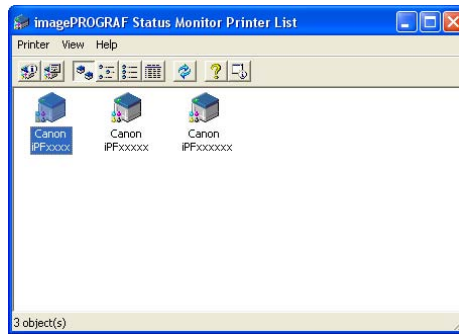 imagePROGRAF Status Monitor Printer List
Printer View Help
Canon
iPFxxxx
Canon
iPFxxxxx
Canon
iPFxxxxxx
3 object(s)